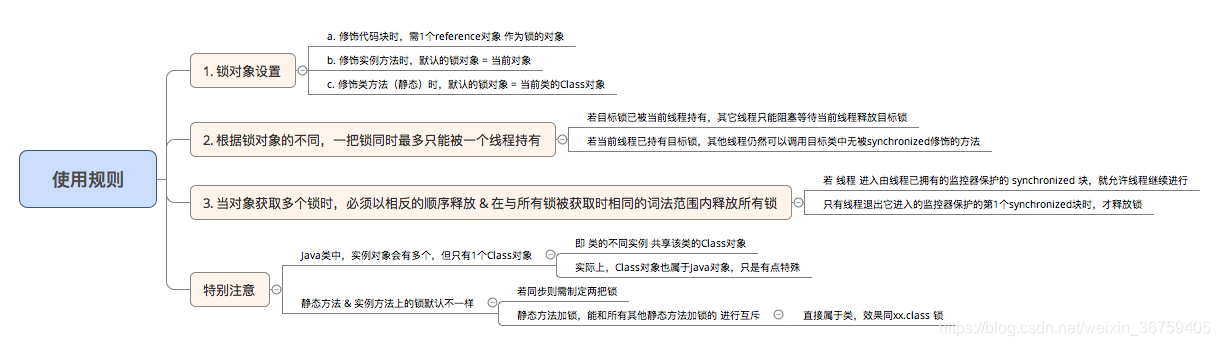 使用规则
1. 锁对象设置
a. 修饰代码块时，需1个reference对象 作为锁的对象
b. 修饰实例方法时，默认的锁对象 = 当前对象
c. 修饰类方法（静态）时，默认的锁对象 = 当前类的Class对象
2. 根据锁对象的不同，一把锁同时最多只能被一个线程持有
若目标锁已被当前线程持有，其它线程只能阻塞等待当前线程释放目标锁
若当前线程已持有目标锁，其他线程仍然可以调用目标类中无被synchronized修饰的方法
3. 当对象获取多个锁时，必须以相反的顺序释放 & 在与所有锁被获取时相同的词法范围内释放所有锁
若 线程 进入由线程已拥有的监控器保护的 synchronized 块，就允许线程继续进行
只有线程退出它进入的监控器保护的第1个synchronized块时，才释放锁
特别注意
Java类中，实例对象会有多个，但只有1个Class对象
即 类的不同实例 共享该类的Class对象
实际上，Class对象也属于Java对象，只是有点特殊
静态方法 & 实例方法上的锁默认不一样
若同步则需制定两把锁
静态方法加锁，能和所有其他静态方法加锁的 进行互斥
直接属于类，效果同xx.class 锁
https://blog.csdn.net/weixin_36759405